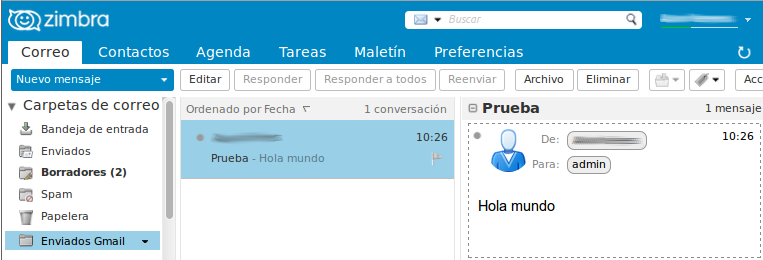 zimbra
Buscar
Correo Contactos Agenda Tareas Maletín Preferencias
Nuevo mensaje Editar Responder Responder a todos Reenviar Archivo Eliminar Acc
Carpetas de correo
Bandeja de entrada
Enviados
Borradores (2)
Spam
Papelera
Enviados Gmail
Ordenado por Fecha 1 conversación
10:26
Prueba - Hola mundo
Prueba 1 mensaje
De: 10:26
Para: admin
Hola mundo